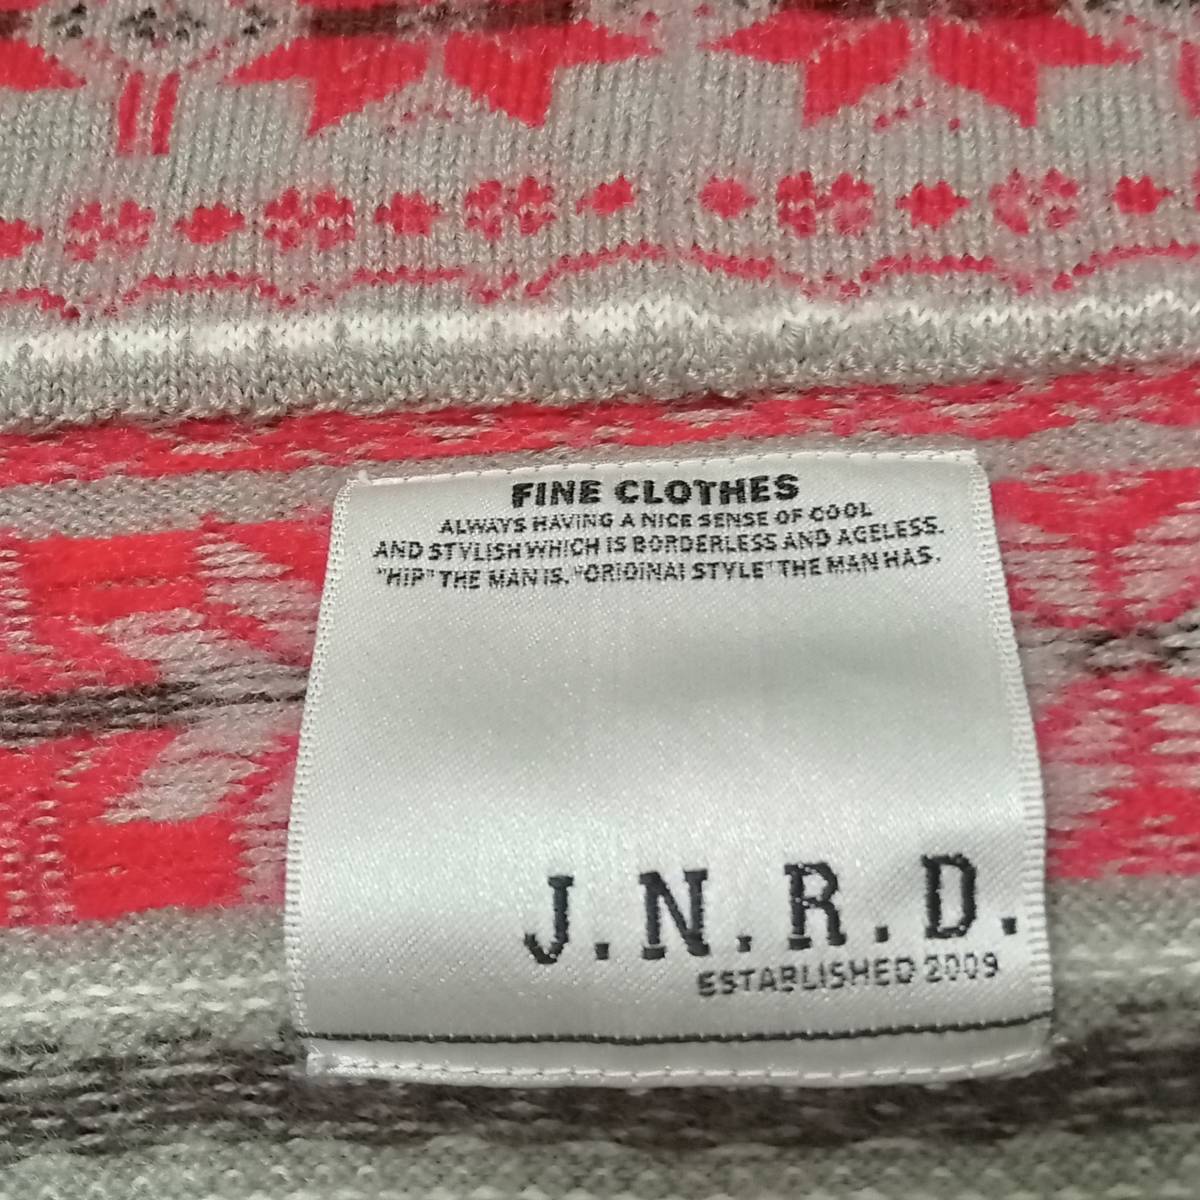 FINE CLOTHES
ALWAYS HAVING A NICE SENSE OF COOL
AND STYLISH WHICH IS BORDERLESS AND AGELESS.
"HIP" THE MAN IS. "ORIGINAL STYLE" THE MAN HAS.
J.N.R.D.
ESTABLISHED 2009